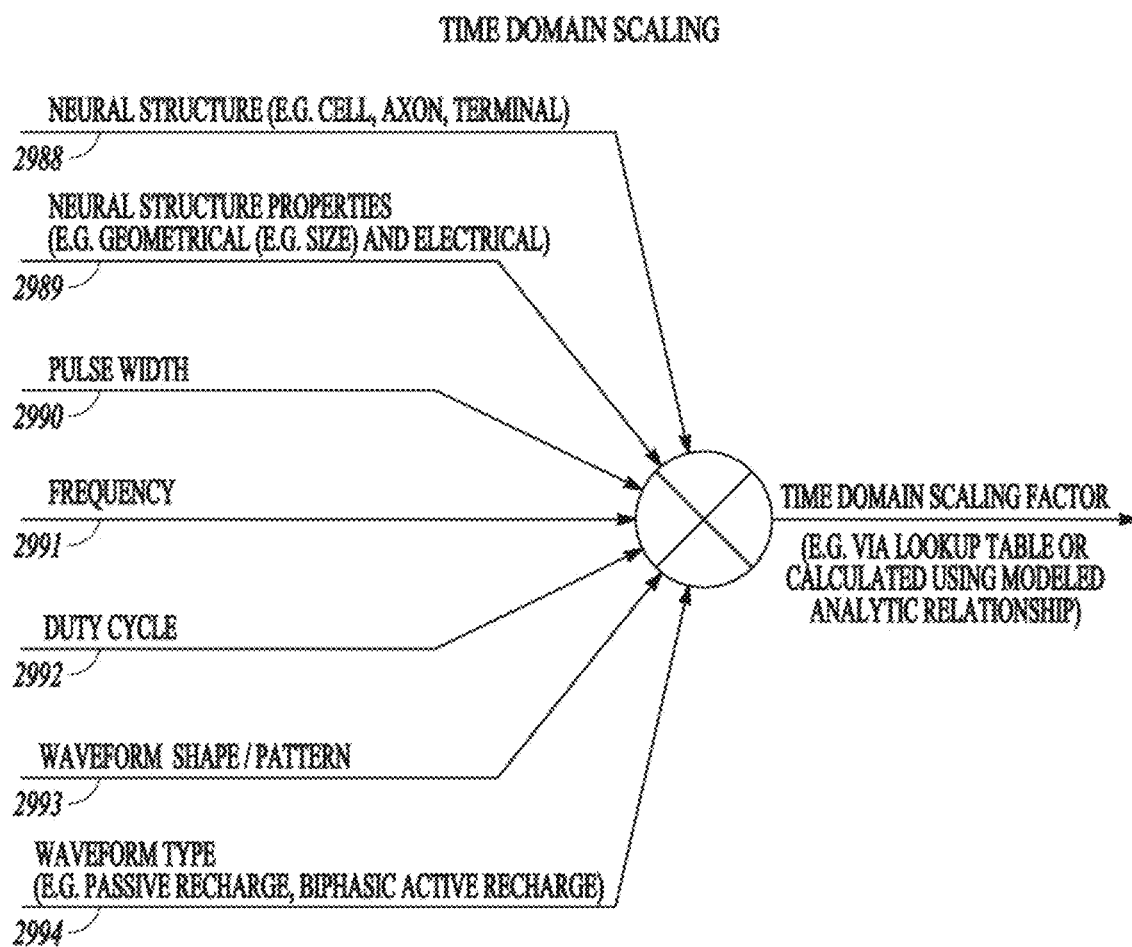 TIME DOMAIN SCALING
NEURAL STRUCTURE (E.G. CELL, AXON, TERMINAL)
2988
NEURAL STRUCTURE PROPERTIES
(E.G. GEOMETRICAL (E.G. SIZE) AND ELECTRICAL)
2989
PULSE WIDTH
2990
FREQUENCY
2991
DUTY CYCLE
2992
WAVEFORM SHAPE / PATTERN
2993
WAVEFORM TYPE
(E.G. PASSIVE RECHARGE, BIPHASIC ACTIVE RECHARGE)
2994
TIME DOMAIN SCALING FACTOR
(E.G. VIA LOOKUP TABLE OR
CALCULATED USING MODELED
ANALYTIC RELATIONSHIP)